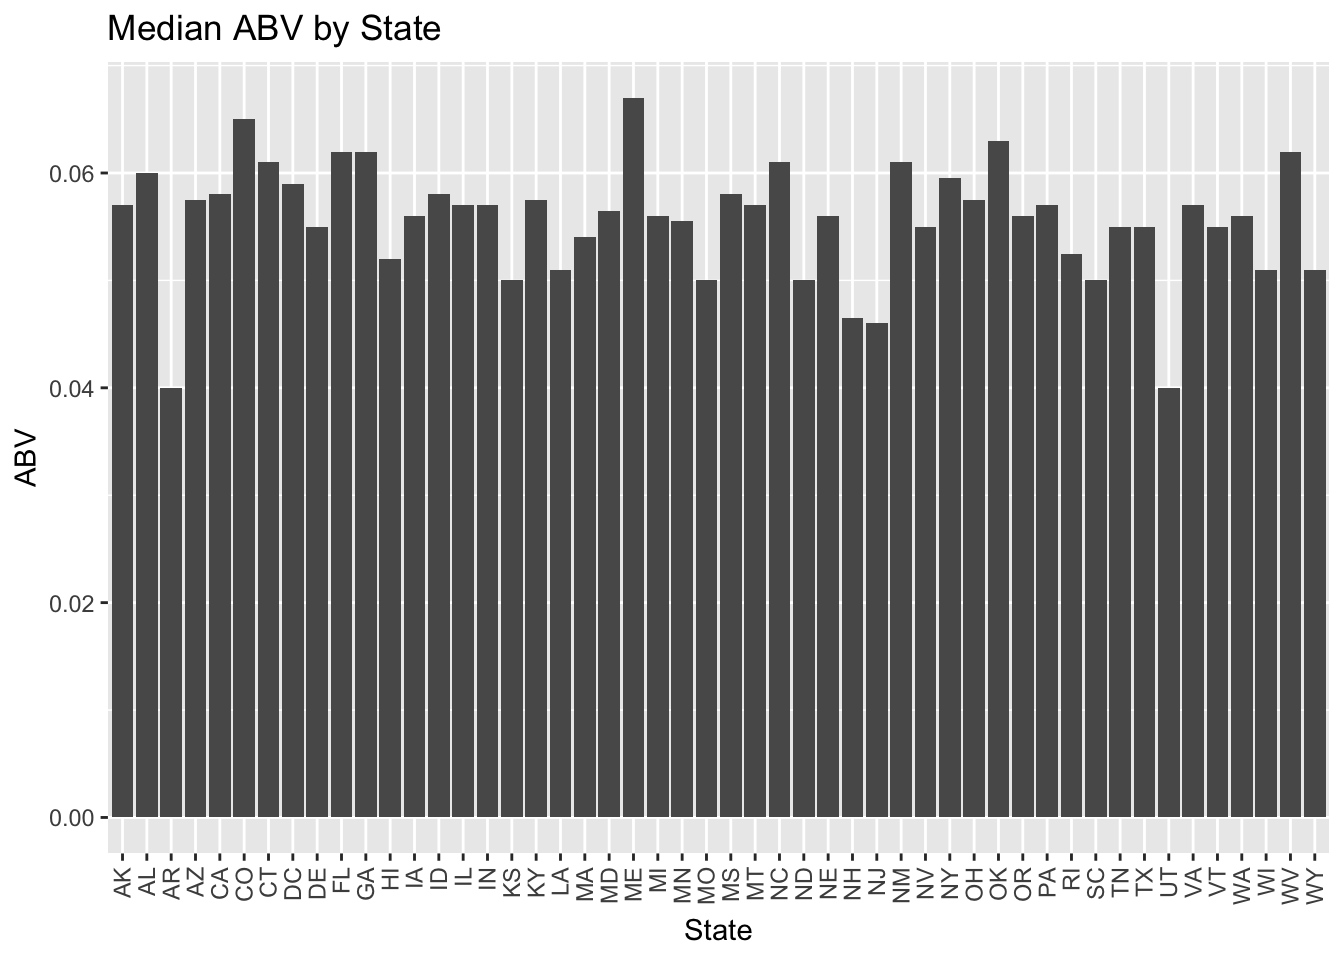 Median ABV by State
ABV
0.06
0.04
0.02
0.00
AK AL AR AZ CA CO CT DC DE FL GA HI IA ID IL IN KS KY LA MA MD ME MI MN MO MS MT NC ND NE NH NJ NM NV NY OH OK OR PA RI SC TN TX UT VA VT WA WI WV WY
State